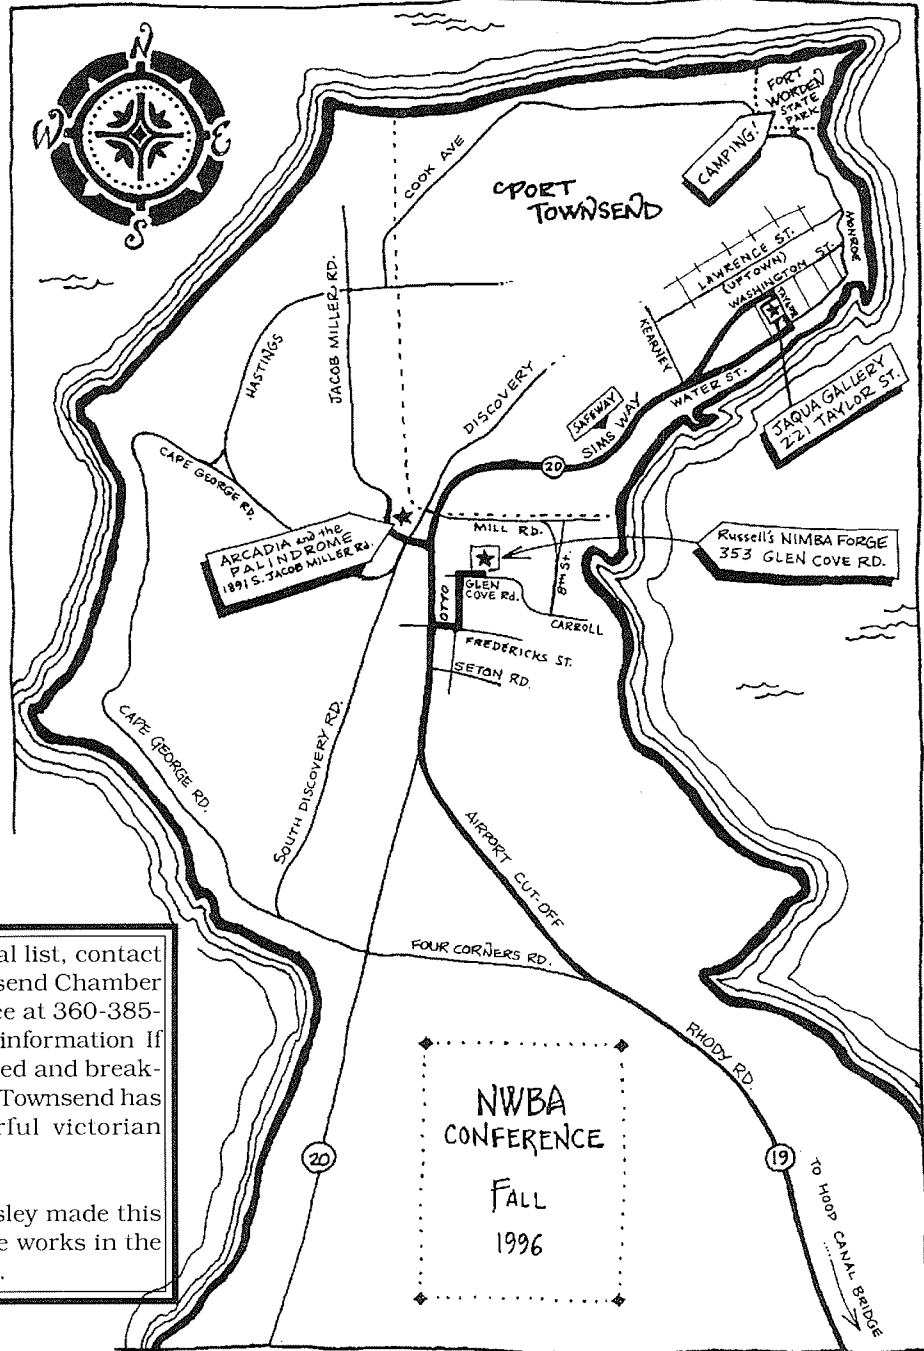 N
W
E
S
PORT
TOWNSEND
FORT
WORDEN
STATE
PARK
CAMPING!
COOK AVE
MONROE
LAWRENCE ST.
(UPTOWN)
WASHINGTON ST.
TAYLOR
KEARNEY
WATER ST.
JAQUA GALLERY
221 TAYLOR ST.
JACOB MILLER RD.
HASTINGS
DISCOVERY
SAFEWAY
SIMS WAY
20
CAPE GEORGE RD.
ARCADIA and the
PALINDROME
1891 S. JACOB MILLER Rd.
MILL RD.
8TH ST.
Russell's NIMBA FORGE
353 GLEN COVE RD.
OTTO
GLEN
COVE Rd.
CARROLL
FREDERICKS ST.
SETON RD.
CAPE GEORGE RD.
SOUTH DISCOVERY RD.
AIRPORT CUT-OFF
FOUR CORNERS RD.
RHODY RD.
20
19
TO HOOD CANAL BRIDGE
NWBA
CONFERENCE
FALL
1996
al list, contact
send Chamber
ce at 360-385-
information If
ed and break-
Townsend has
rful victorian
sley made this
e works in the
.